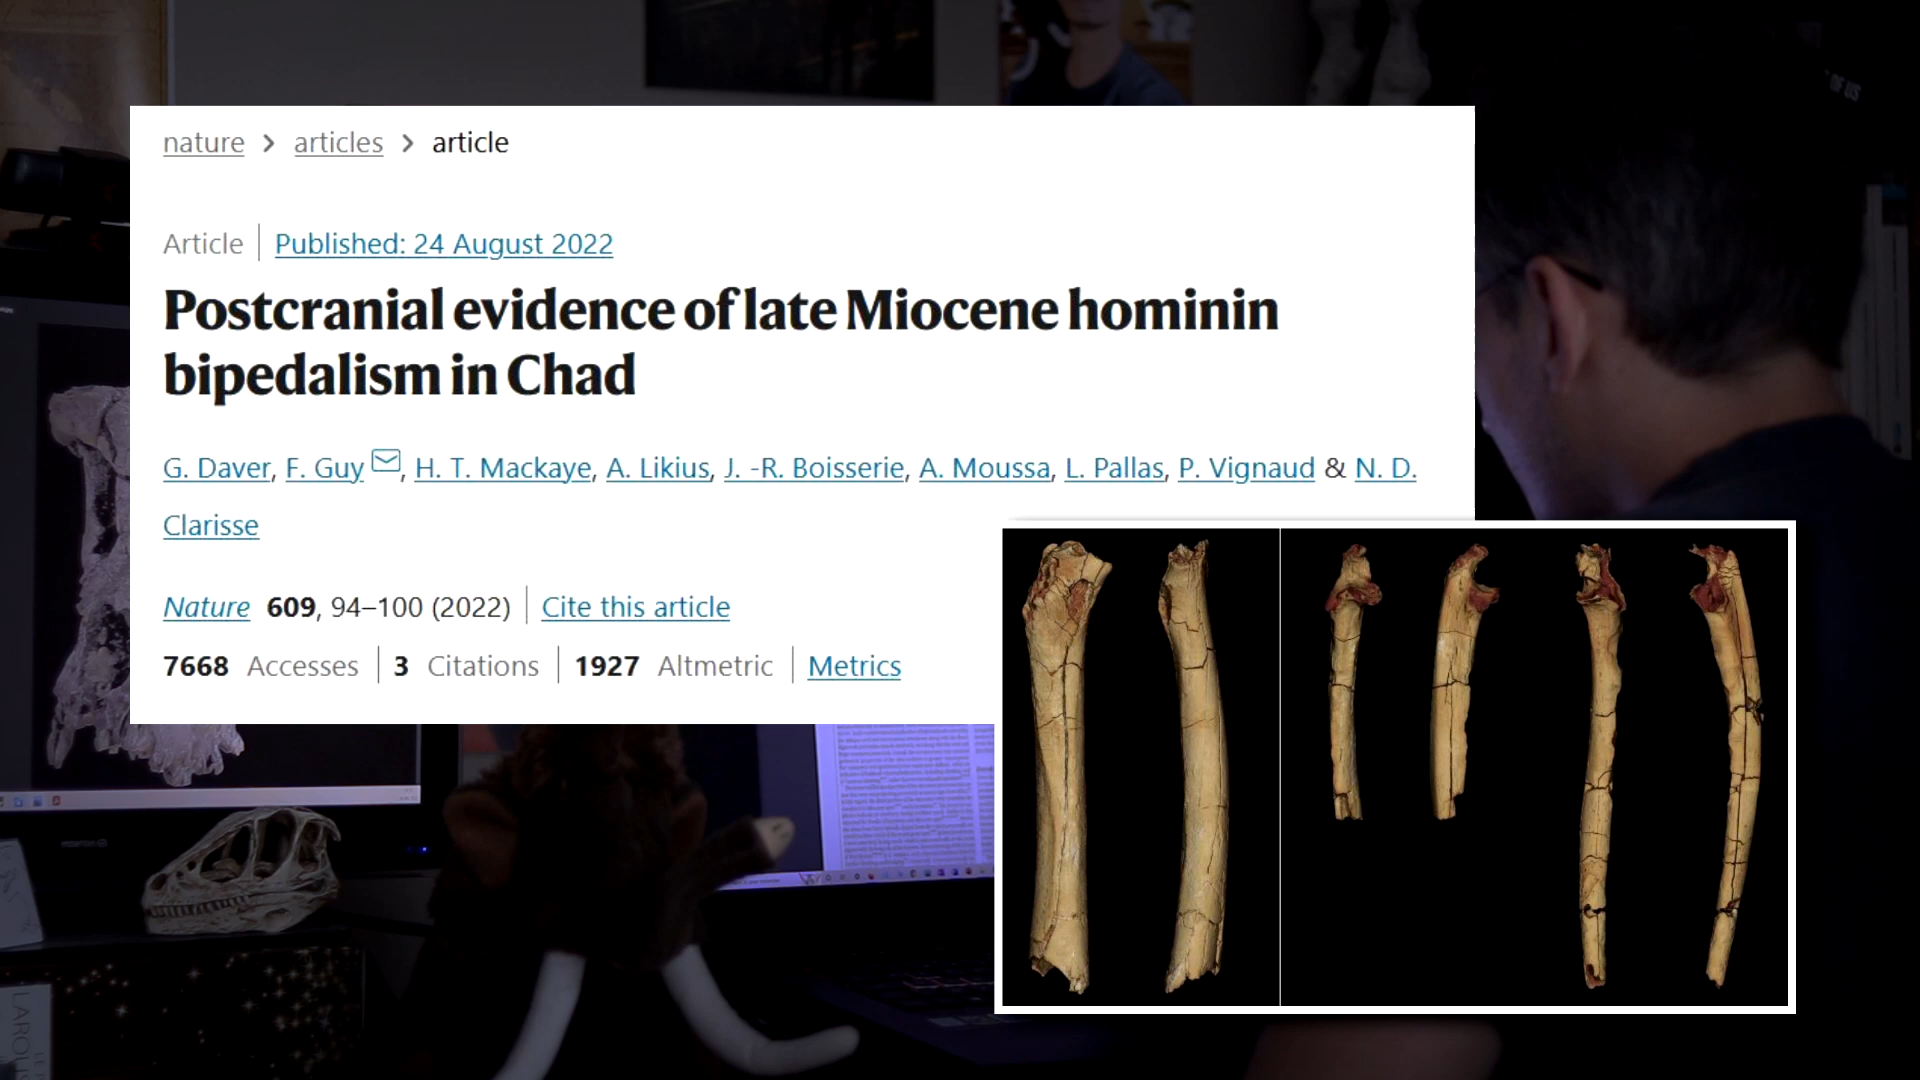 nature > articles > article
Article | Published: 24 August 2022
Postcranial evidence of late Miocene hominin
bipedalism in Chad
G. Daver, F. Guy, H. T. Mackaye, A. Likius, J. -R. Boisserie, A. Moussa, L. Pallas, P. Vignaud & N. D.
Clarisse
Nature 609, 94–100 (2022) | Cite this article
7668 Accesses | 3 Citations | 1927 Altmetric | Metrics
OF US